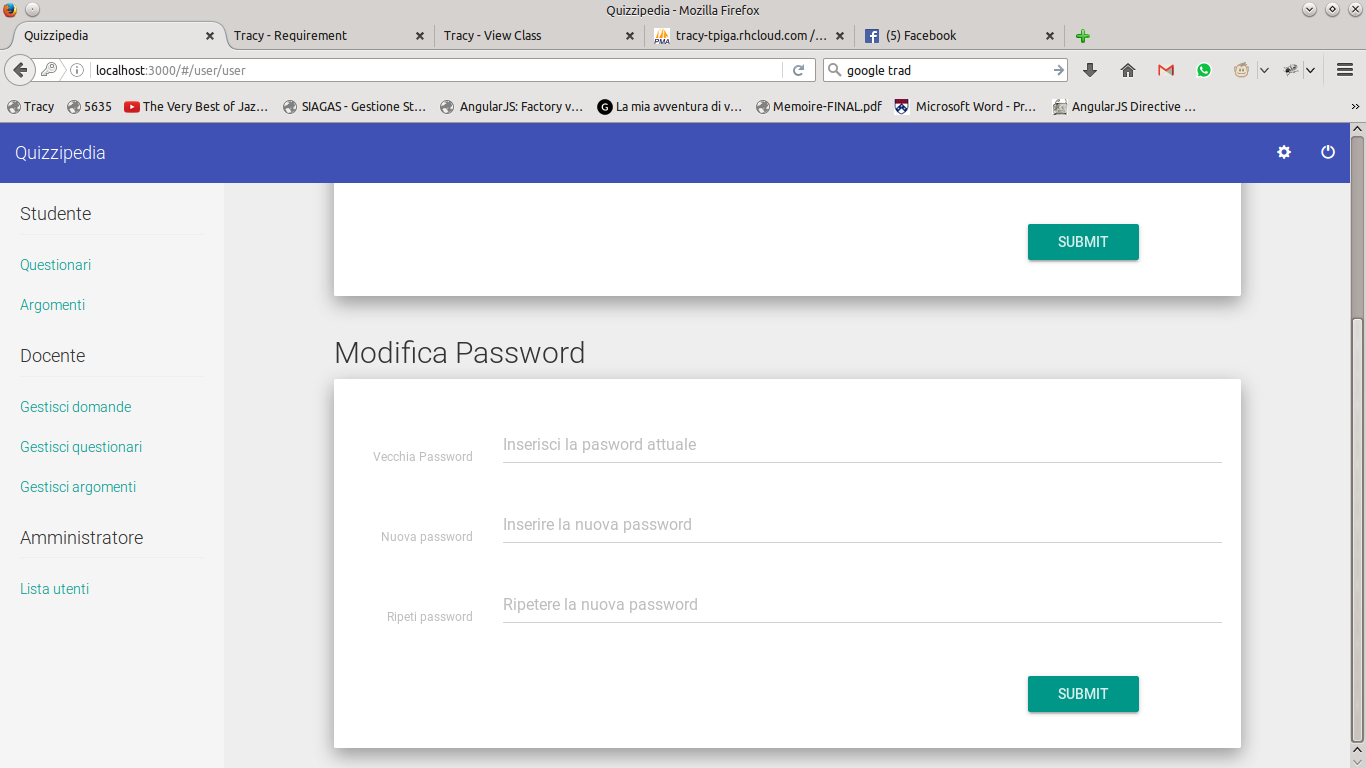 Quizzipedia - Mozilla Firefox
Quizzipedia
Tracy - Requirement
Tracy - View Class
tracy-tpiga.rhcloud.com /...
(5) Facebook
localhost:3000/#/user/user
google trad
Tracy
5635
The Very Best of Jaz...
SIAGAS - Gestione St...
AngularJS: Factory v...
La mia avventura di v...
Memoire-FINAL.pdf
Microsoft Word - Pr...
AngularJS Directive ...
Quizzipedia
Studente
Questionari
Argomenti
Docente
Gestisci domande
Gestisci questionari
Gestisci argomenti
Amministratore
Lista utenti
SUBMIT
Modifica Password
Vecchia Password
Inserisci la pasword attuale
Nuova password
Inserire la nuova password
Ripeti password
Ripetere la nuova password
SUBMIT